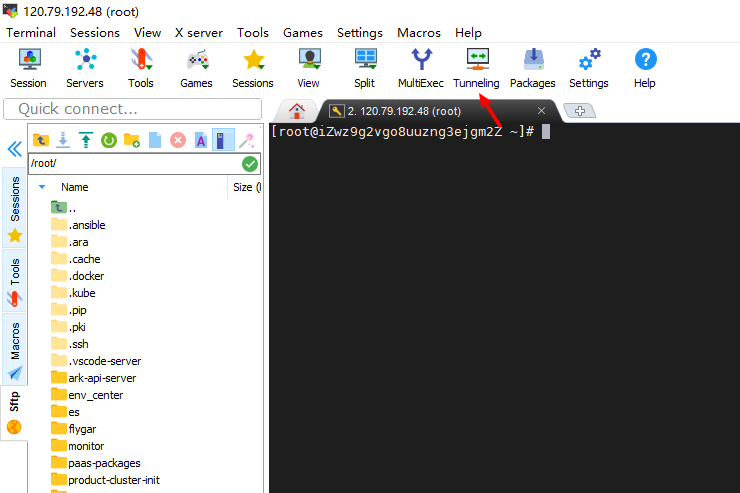 120.79.192.48 (root)
Terminal Sessions View X server Tools Games Settings Macros Help
Session Servers Tools Games Sessions View Split MultiExec Tunneling Packages Settings Help
Quick connect...
2. 120.79.192.48 (root)
[root@iZwz9g2vgo8uuzng3ejgm2Z ~]#
/root/
Name Size (
..
.ansible
.ara
.cache
.docker
.kube
.pip
.pki
.ssh
.vscode-server
ark-api-server
env_center
es
flygar
monitor
paas-packages
product-cluster-init
Sessions
Tools
Macros
Sftp